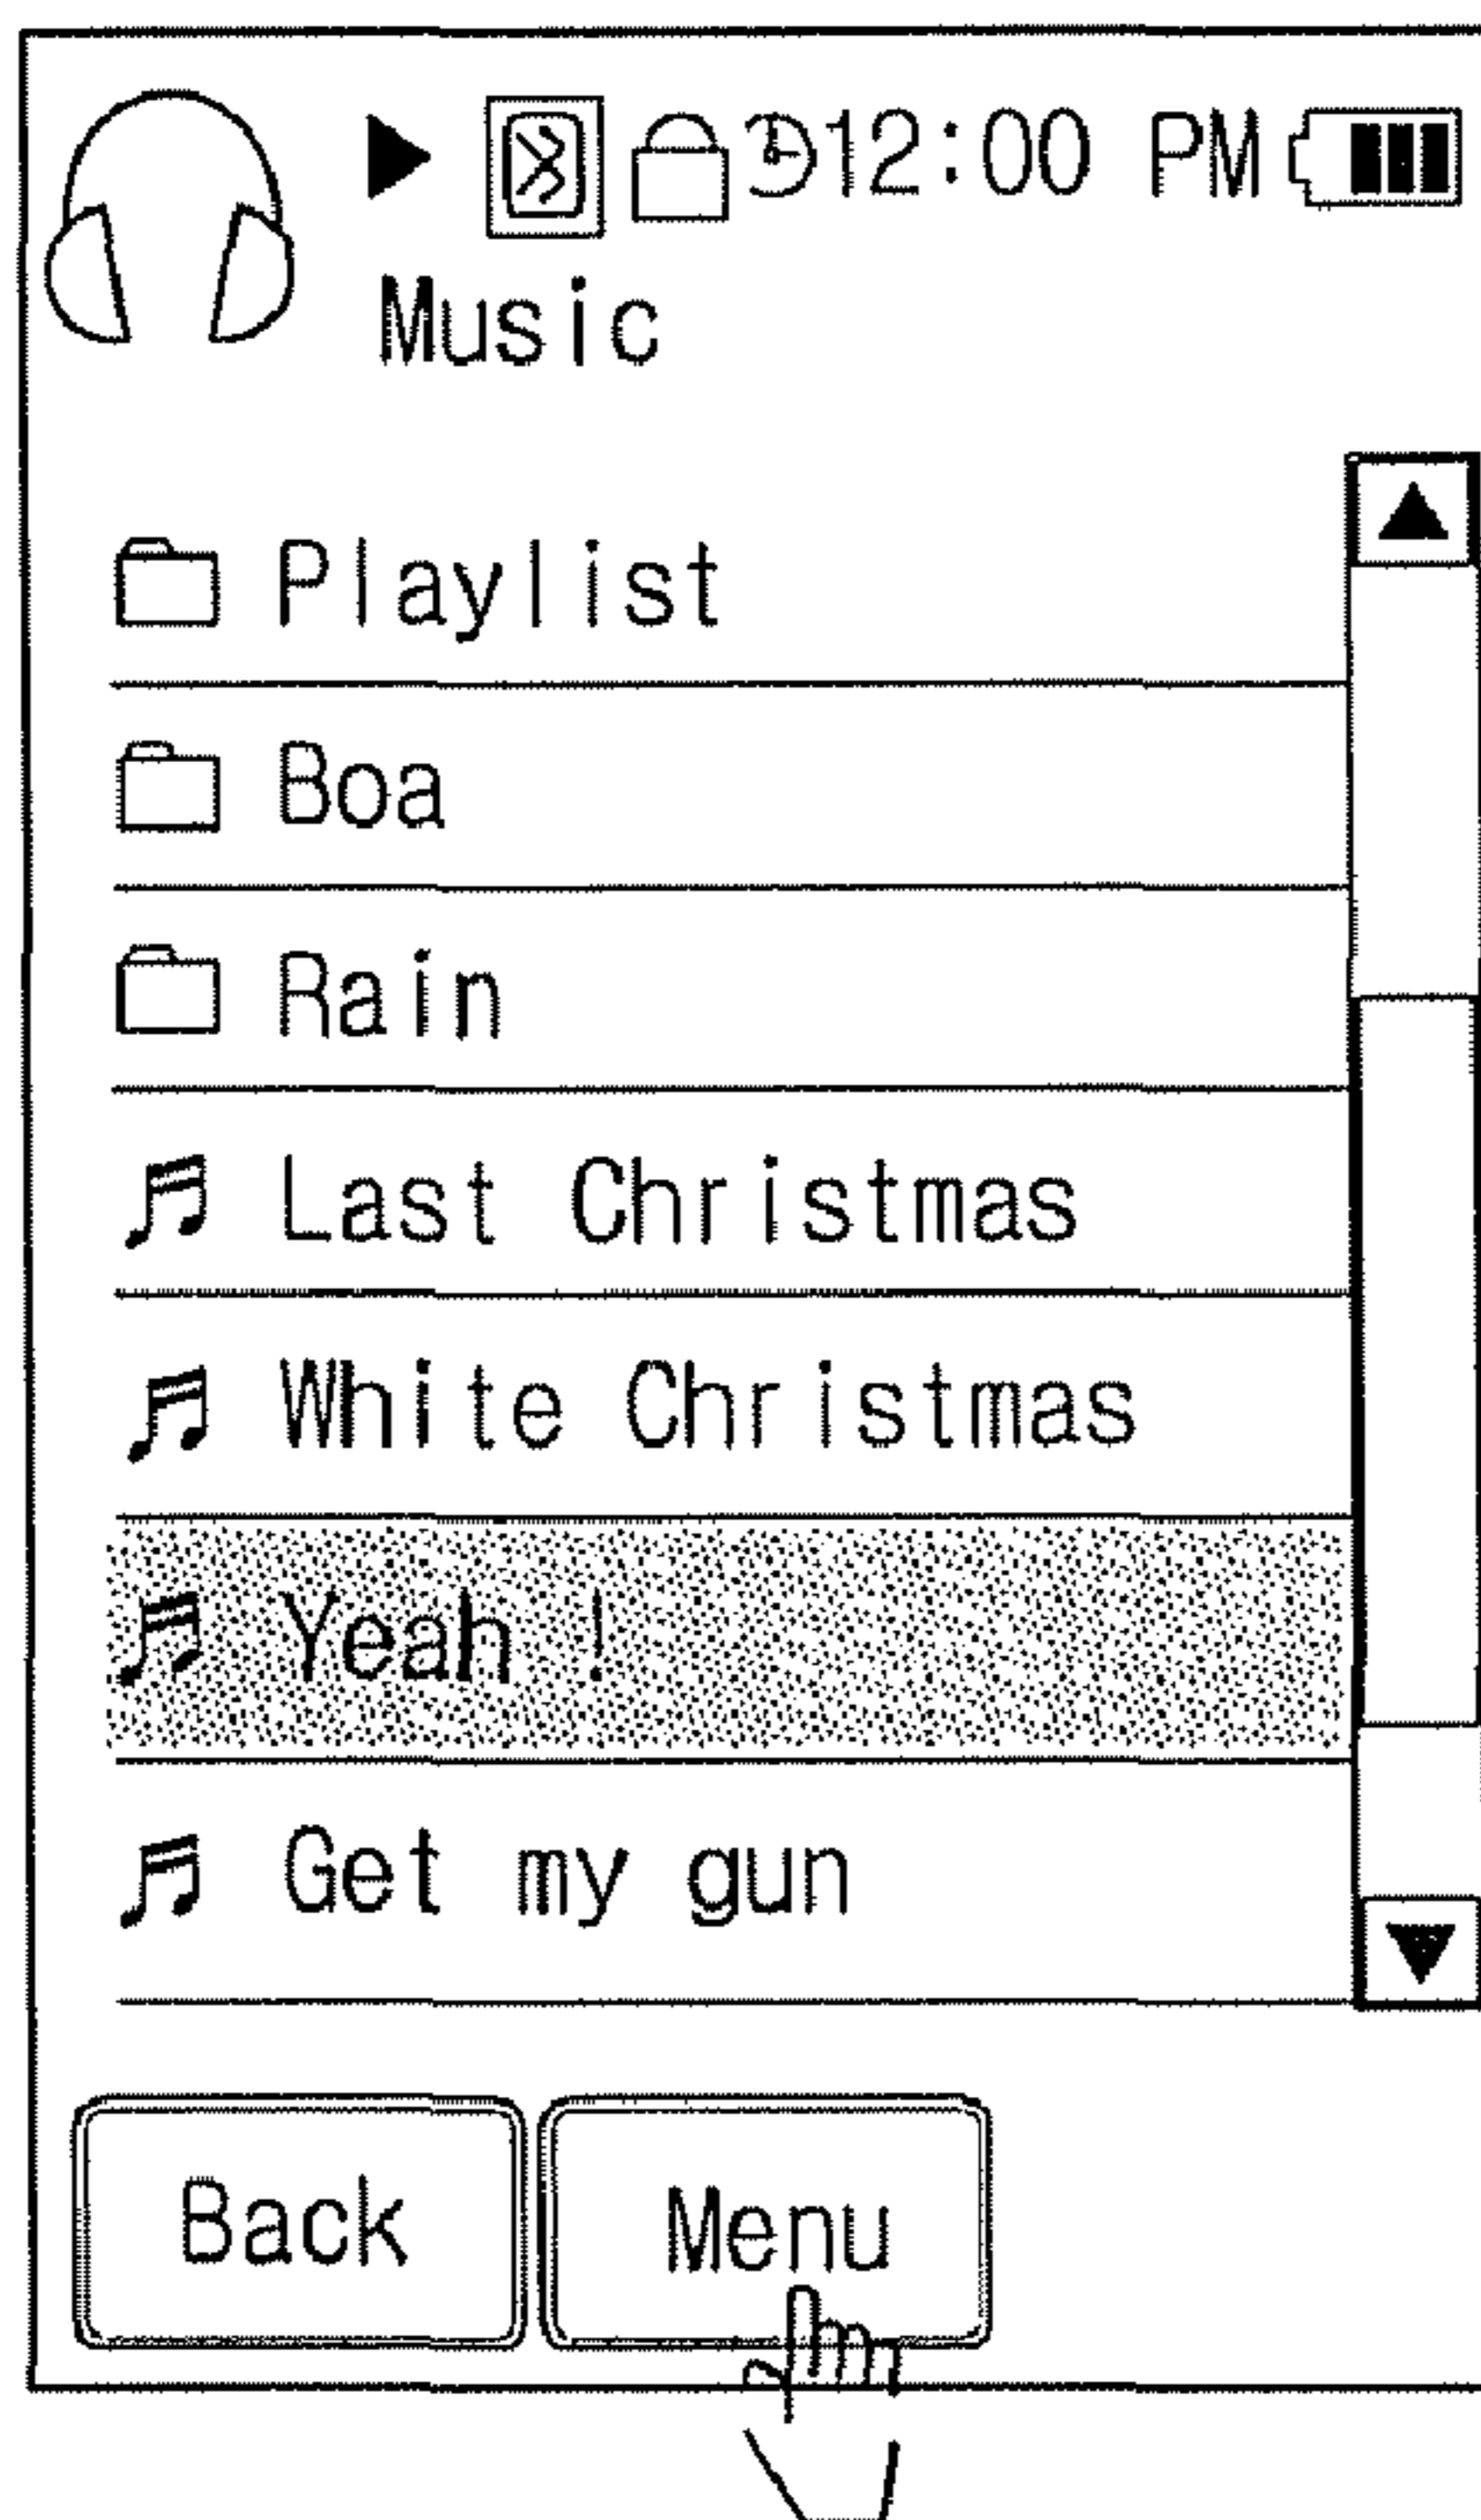 12:00 PM
Music
Playlist
Boa
Rain
Last Christmas
White Christmas
Yeah !
Get my gun
Back
Menu